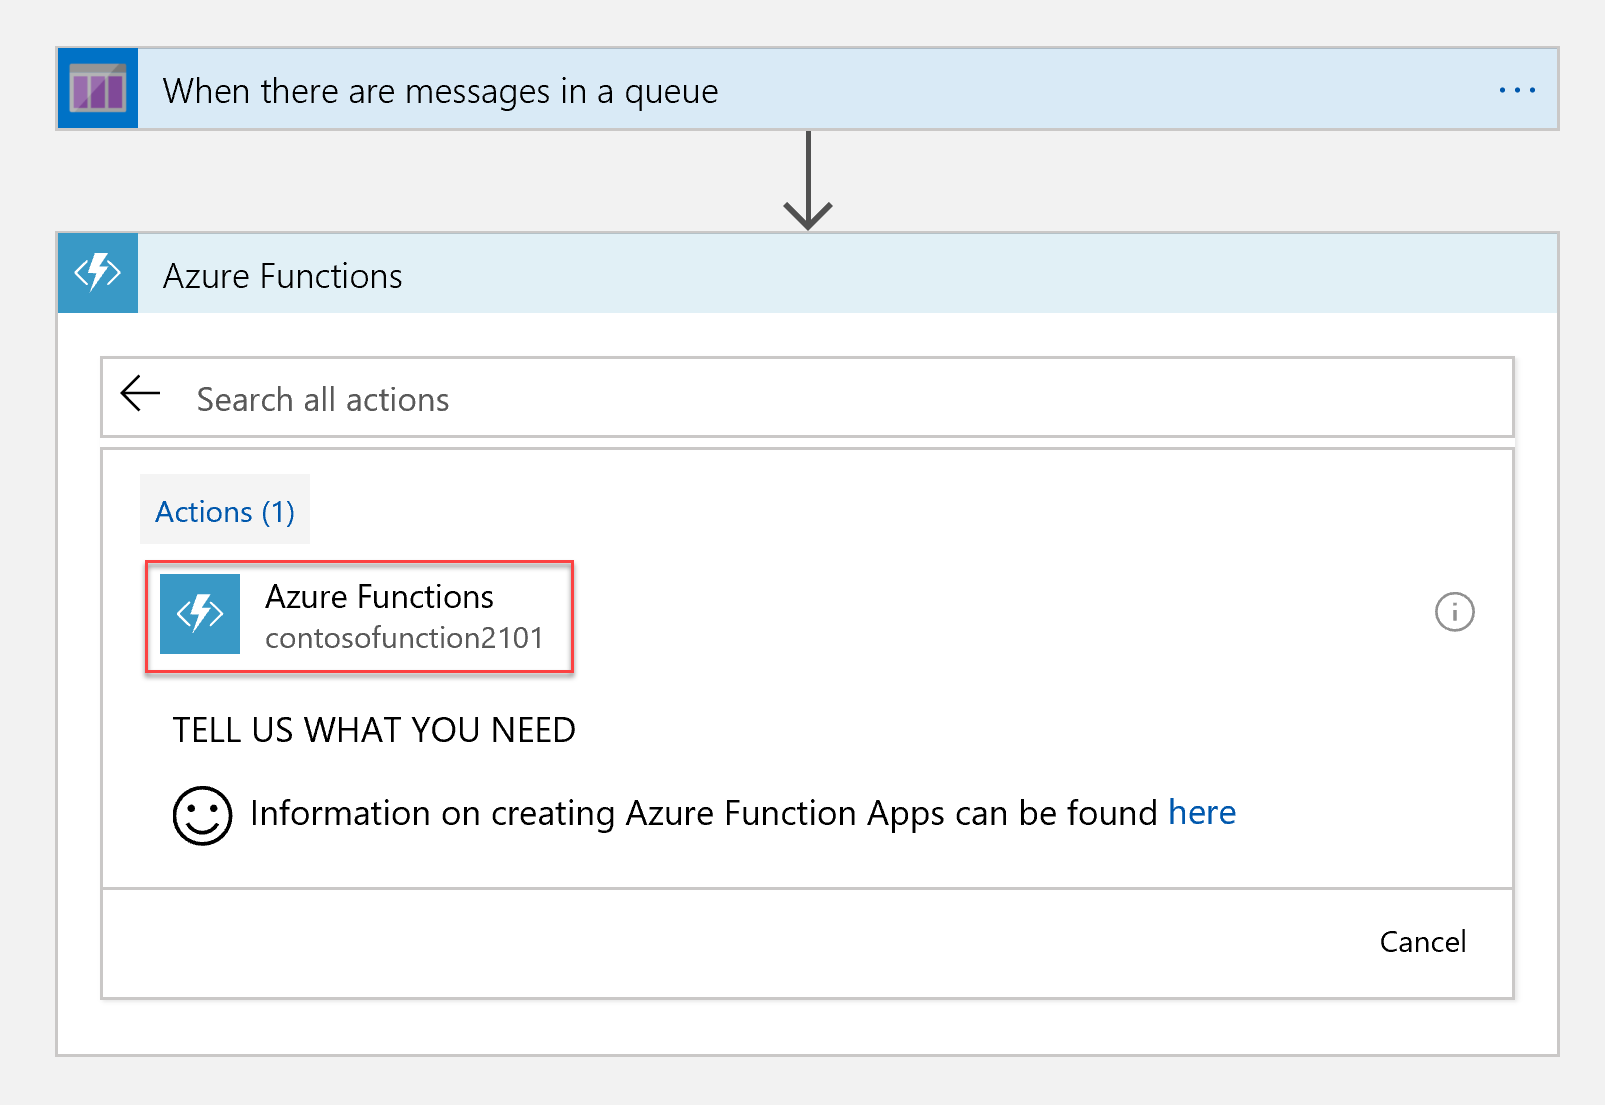 When there are messages in a queue
Azure Functions
Search all actions
Actions (1)
Azure Functions
contosofunction2101
TELL US WHAT YOU NEED
Information on creating Azure Function Apps can be found here
Cancel